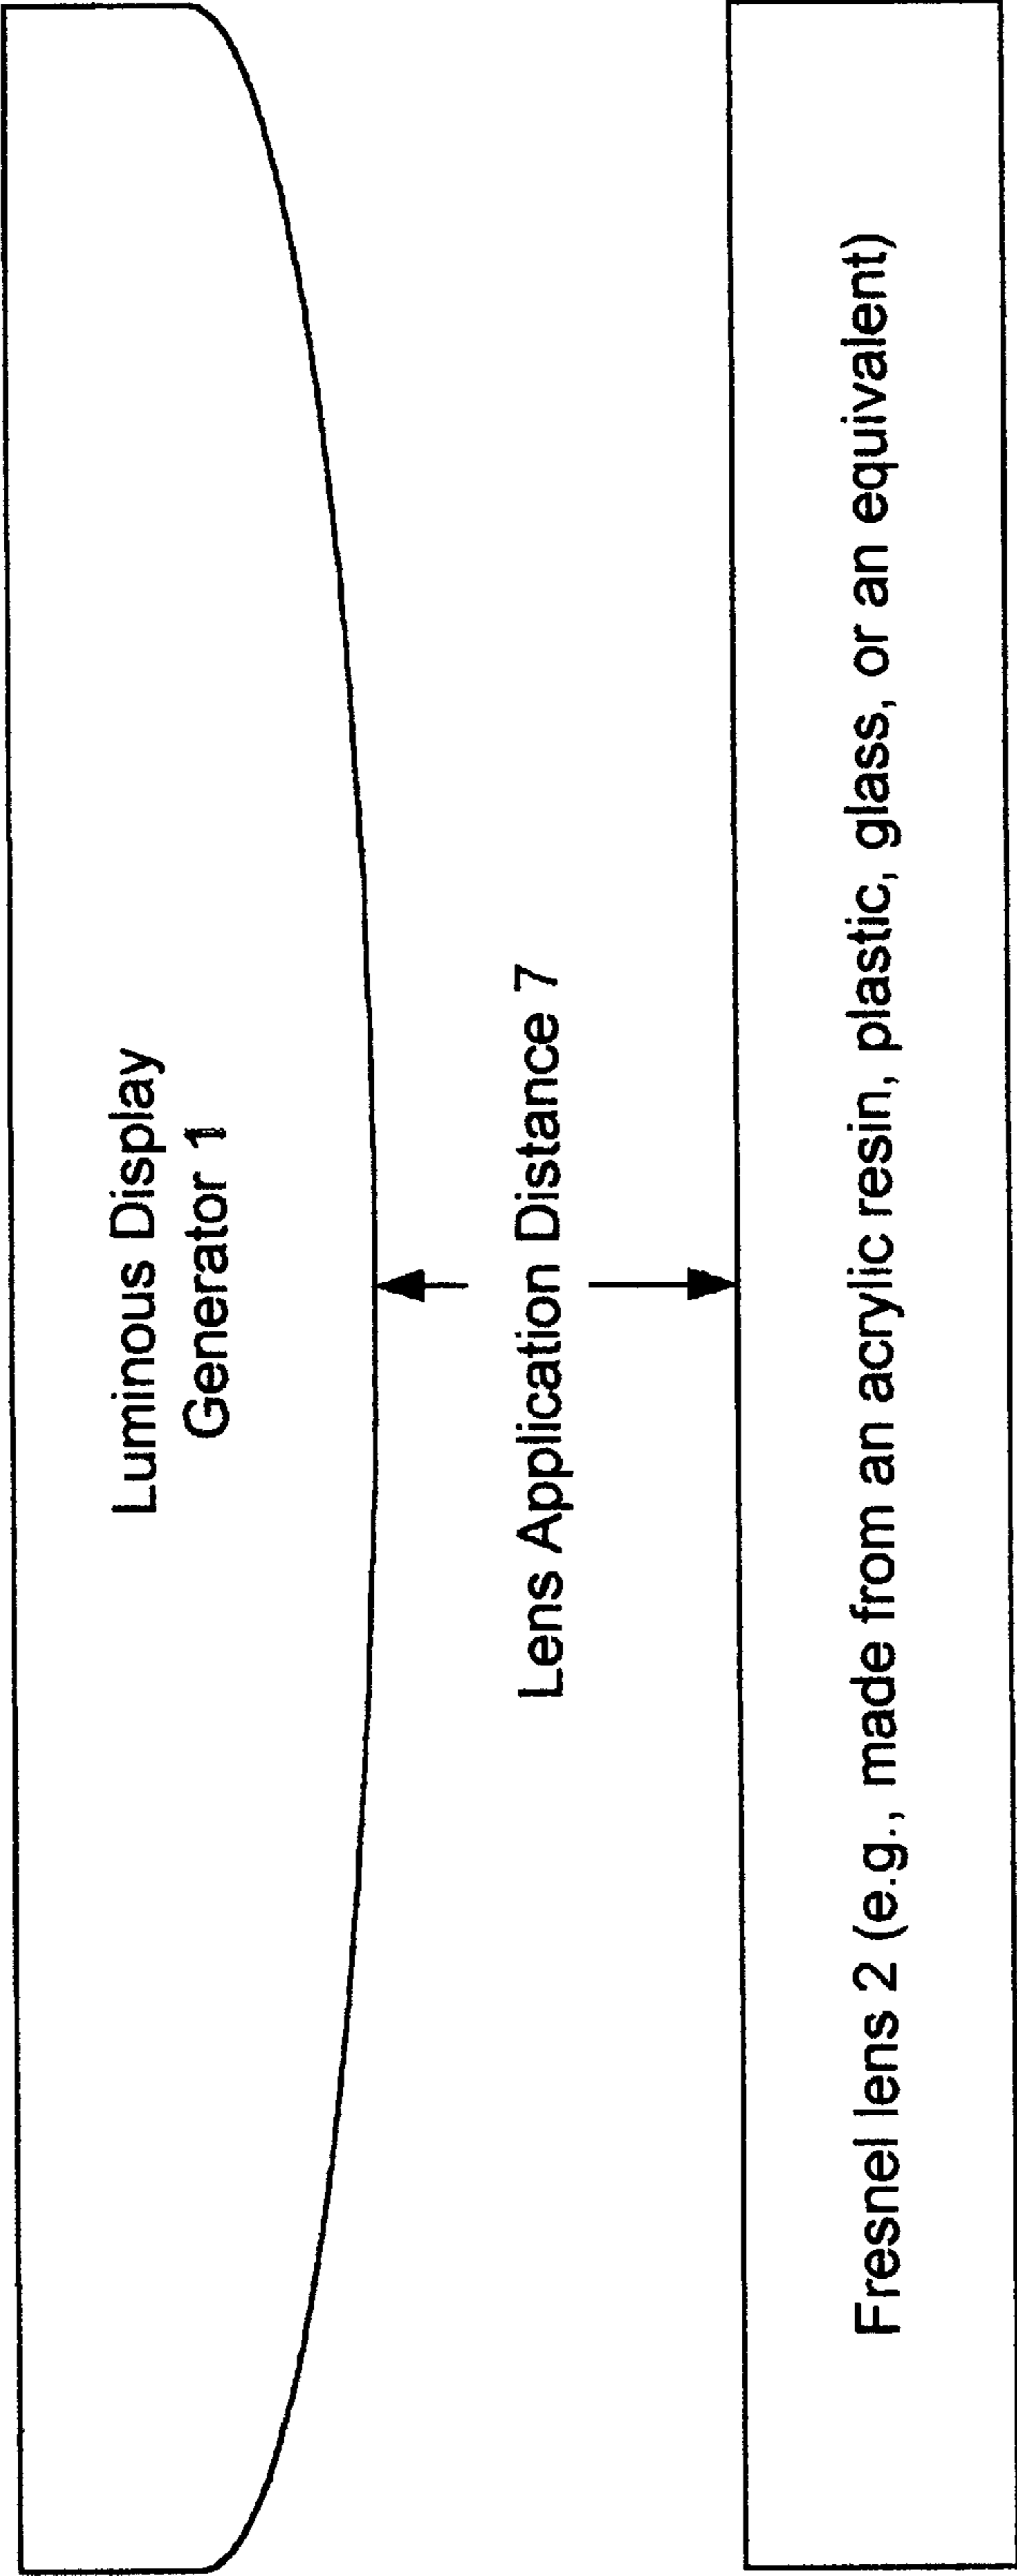 Luminous Display
Generator 1
Lens Application Distance 7
Fresnel lens 2 (e.g., made from an acrylic resin, plastic, glass, or an equivalent)